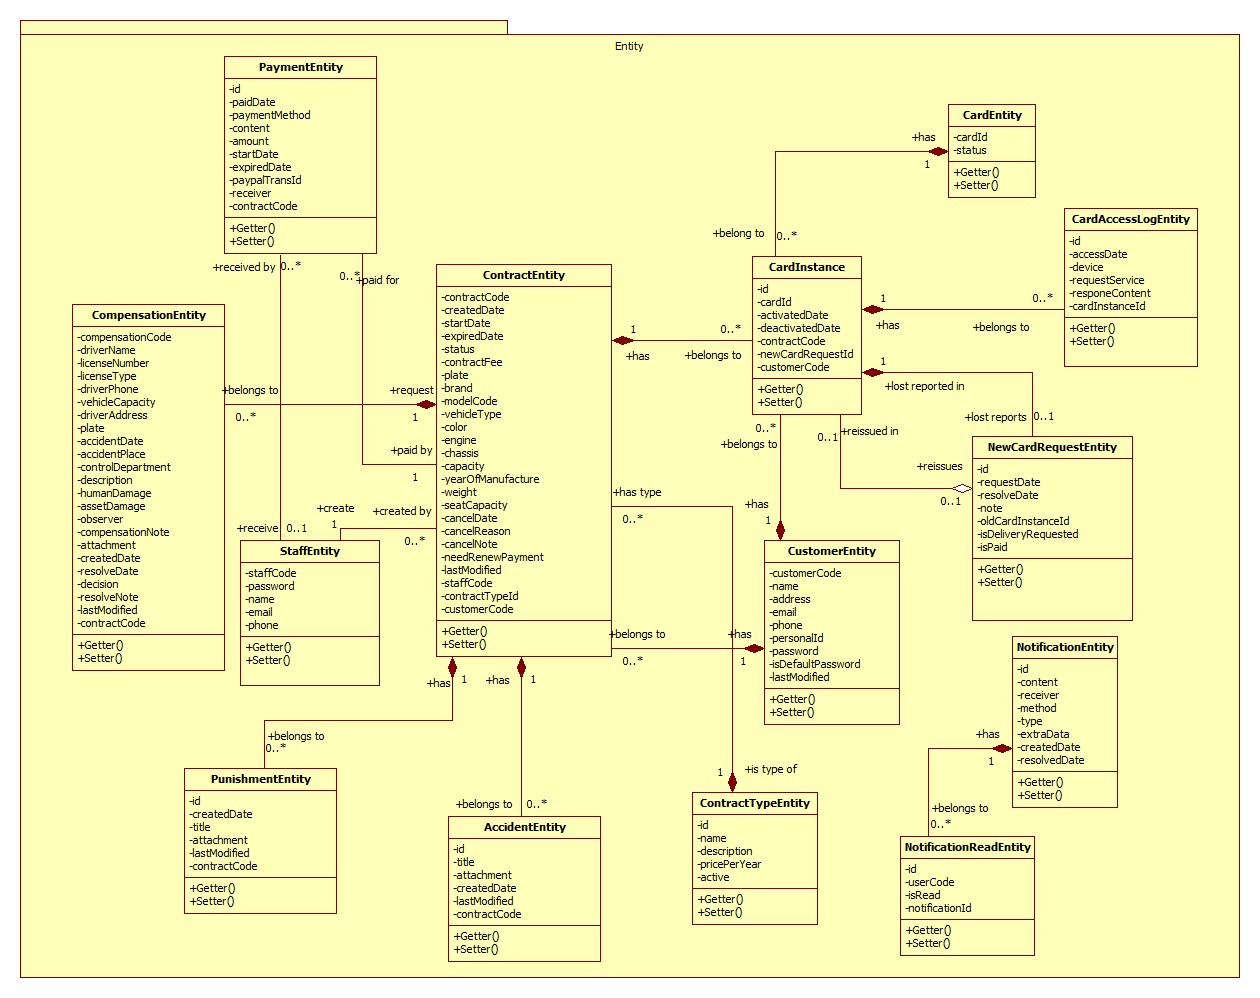 Entity
PaymentEntity
-id
-paidDate
-paymentMethod
-content
-amount
-startDate
-expiredDate
-paypalTransId
-receiver
-contractCode
+Getter()
+Setter()
+received by
0..*
0..*
+paid for
CardEntity
-cardId
-status
+Getter()
+Setter()
+has
1
+belong to
0..*
CardAccessLogEntity
-id
-accessDate
-device
-requestService
-responeContent
-cardInstanceId
+Getter()
+Setter()
CardInstance
-id
-cardId
-activatedDate
-deactivatedDate
-contractCode
-newCardRequestId
-customerCode
+Getter()
+Setter()
1
+has
0..*
+belongs to
1
+lost reported in
+lost reports
0..1
ContractEntity
-contractCode
-createdDate
-startDate
-expiredDate
-status
-contractFee
-plate
-brand
-modelCode
-vehicleType
-color
-engine
-chassis
-capacity
-yearOfManufacture
-weight
-seatCapacity
-cancelDate
-cancelReason
-cancelNote
-needRenewPayment
-lastModified
-staffCode
-contractTypeId
-customerCode
+Getter()
+Setter()
1
+has
0..*
+belongs to
CompensationEntity
-compensationCode
-driverName
-licenseNumber
-licenseType
-driverPhone
-vehicleCapacity
-driverAddress
-plate
-accidentDate
-accidentPlace
-controlDepartment
-description
-humanDamage
-assetDamage
-observer
-compensationNote
-attachment
-createdDate
-resolveDate
-decision
-resolveNote
-lastModified
-contractCode
+Getter()
+Setter()
+belongs to
0..*
+request
1
+paid by
1
+create
1
+created by
0..*
+receive
0..1
StaffEntity
-staffCode
-password
-name
-email
-phone
+Getter()
+Setter()
0..*
+belongs to
0..1
+reissued in
+reissues
0..1
NewCardRequestEntity
-id
-requestDate
-resolveDate
-note
-oldCardInstanceId
-isDeliveryRequested
-isPaid
+Getter()
+Setter()
+has type
0..*
+has
1
CustomerEntity
-customerCode
-name
-address
-email
-phone
-personalId
-password
-isDefaultPassword
-lastModified
+Getter()
+Setter()
+belongs to
0..*
+has
1
+has
1
+has
1
+belongs to
0..*
PunishmentEntity
-id
-createdDate
-title
-attachment
-lastModified
-contractCode
+Getter()
+Setter()
+belongs to
0..*
AccidentEntity
-id
-title
-attachment
-createdDate
-lastModified
-contractCode
+Getter()
+Setter()
1
+is type of
ContractTypeEntity
-id
-name
-description
-pricePerYear
-active
+Getter()
+Setter()
NotificationEntity
-id
-content
-receiver
-method
-type
-extraData
-createdDate
-resolvedDate
+Getter()
+Setter()
+has
1
+belongs to
0..*
NotificationReadEntity
-id
-userCode
-isRead
-notificationId
+Getter()
+Setter()